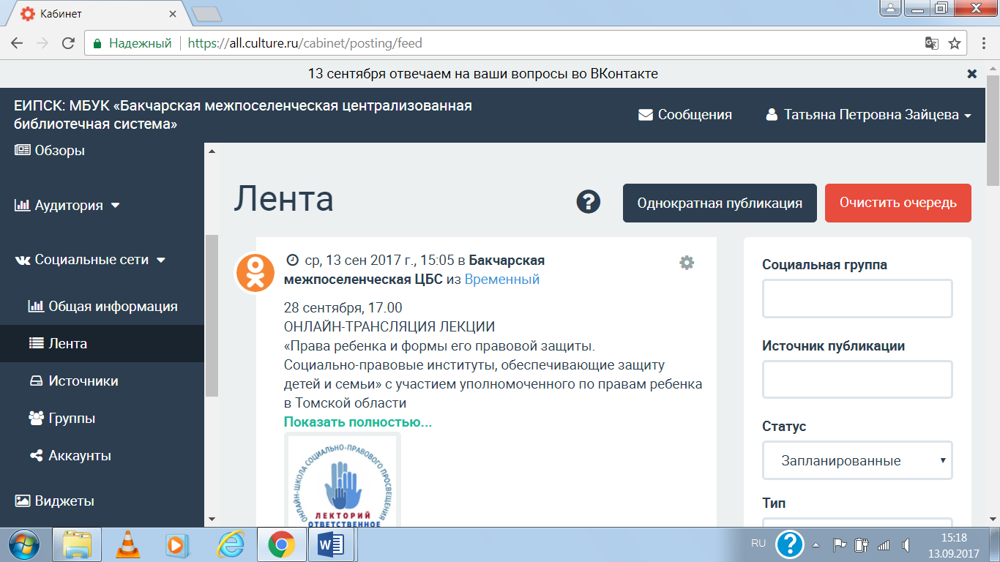 Кабинет
Надежный
https://all.culture.ru/cabinet/posting/feed
13 сентября отвечаем на ваши вопросы во ВКонтакте
ЕИПСК: МБУК «Бакчарская межпоселенческая централизованная
библиотечная система»
Сообщения
Татьяна Петровна Зайцева
Обзоры
Аудитория
Социальные сети
Общая информация
Лента
Источники
Группы
Аккаунты
Виджеты
Лента
?
Однократная публикация
Очистить очередь
ср, 13 сен 2017 г., 15:05 в Бакчарская
межпоселенческая ЦБС из Временный
28 сентября, 17.00
ОНЛАЙН-ТРАНСЛЯЦИЯ ЛЕКЦИИ
«Права ребенка и формы его правовой защиты.
Социально-правовые институты, обеспечивающие защиту
детей и семьи» с участием уполномоченного по правам ребенка
в Томской области
Показать полностью...
ОНЛАЙН-ШКОЛА СОЦИАЛЬНО-ПРАВОВОГО ПРОСВЕЩЕНИЯ
ЛЕКТОРИЙ
ОТВЕТСТВЕННОЕ
Социальная группа
Источник публикации
Статус
Запланированные
Тип
W
RU
?
15:18
13.09.2017